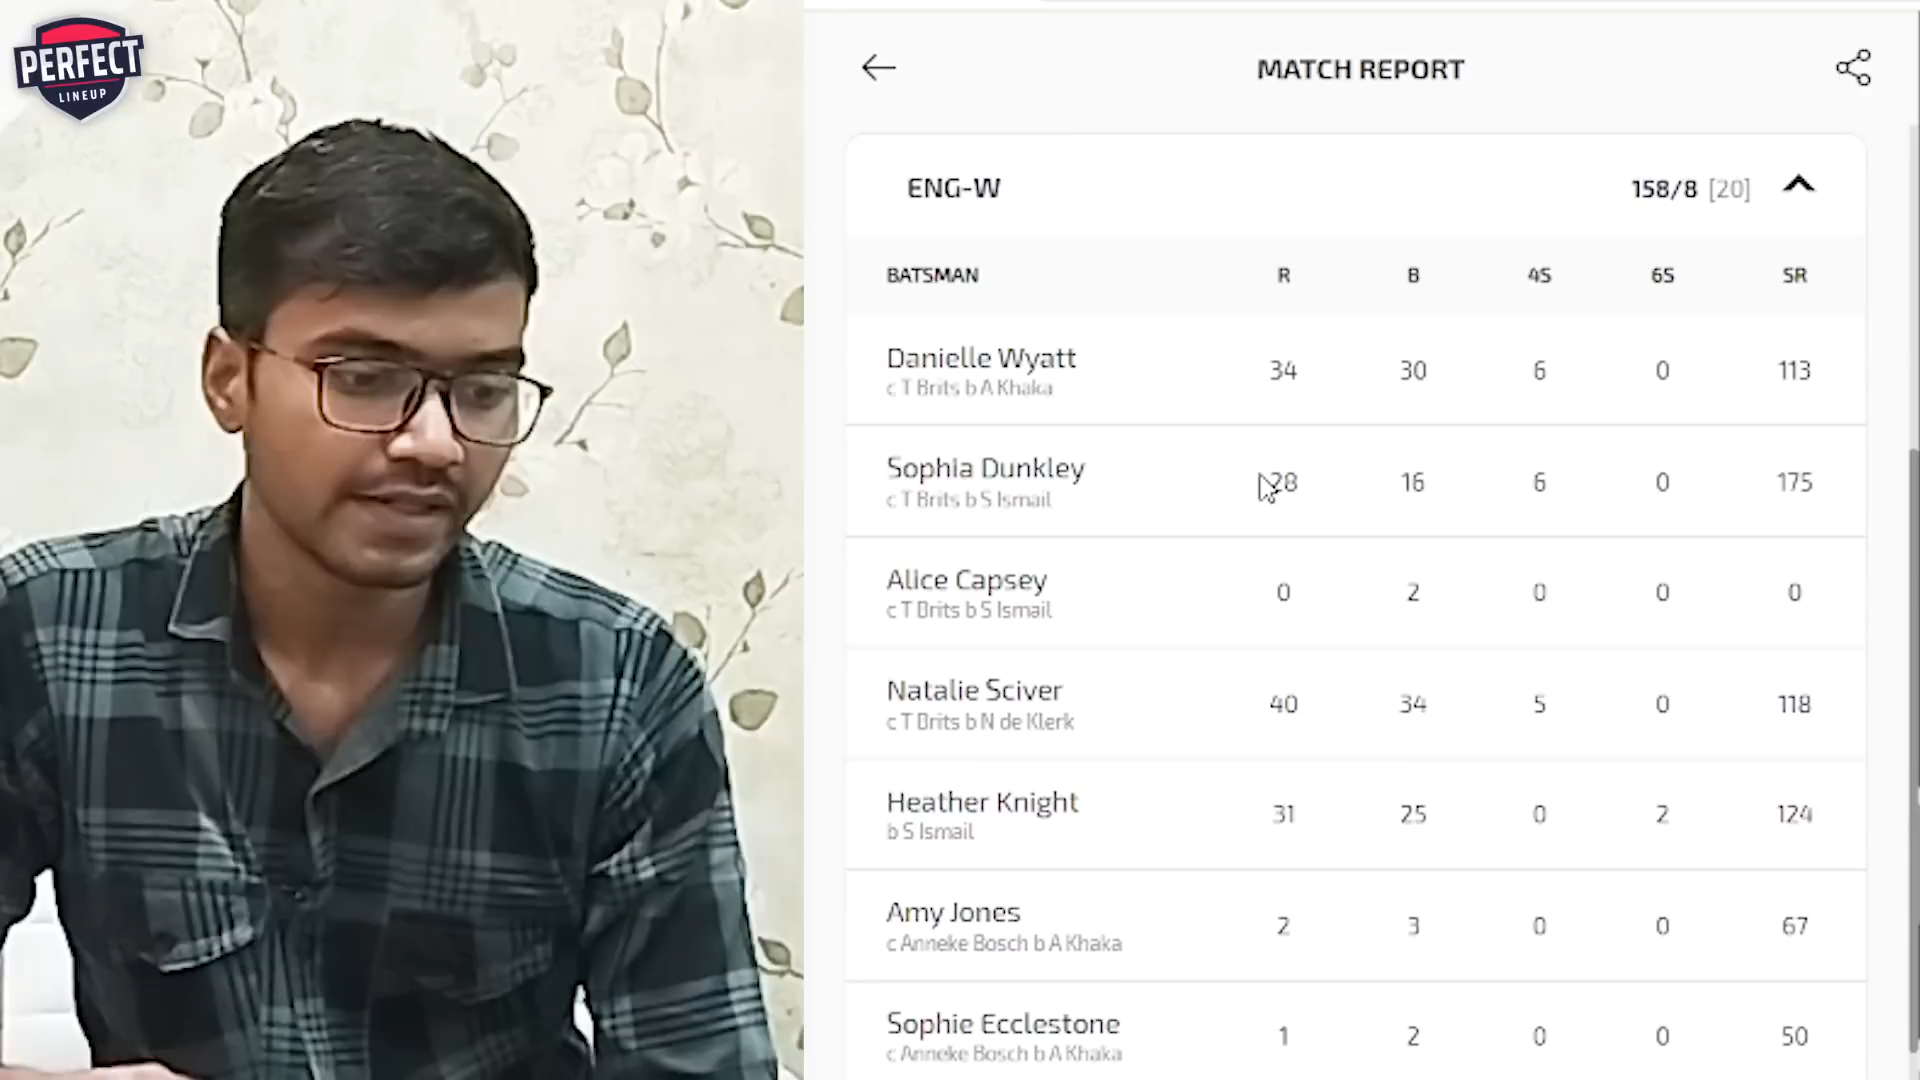 PERFECT
LINEUP
MATCH REPORT
ENG-W 158/8 [20]
BATSMAN R B 4S 6S SR
Danielle Wyatt 34 30 6 0 113
c T Brits b A Khaka
Sophia Dunkley 28 16 6 0 175
c T Brits b S Ismail
Alice Capsey 0 2 0 0 0
c T Brits b S Ismail
Natalie Sciver 40 34 5 0 118
c T Brits b N de Klerk
Heather Knight 31 25 0 2 124
b S Ismail
Amy Jones 2 3 0 0 67
c Anneke Bosch b A Khaka
Sophie Ecclestone 1 2 0 0 50
c Anneke Bosch b A Khaka